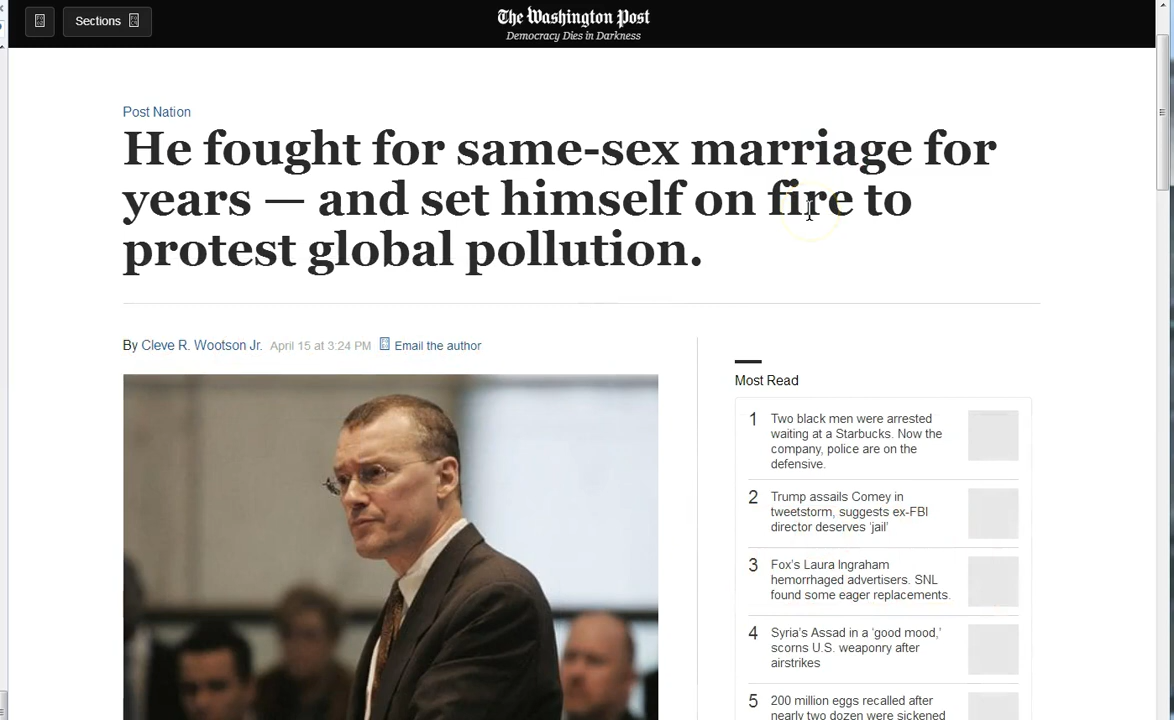 Sections
The Washington Post
Democracy Dies in Darkness
Post Nation
He fought for same-sex marriage for
years — and set himself on fire to
protest global pollution.
By Cleve R. Wootson Jr. April 15 at 3:24 PM Email the author
Most Read
1 Two black men were arrested
waiting at a Starbucks. Now the
company, police are on the
defensive.
2 Trump assails Comey in
tweetstorm, suggests ex-FBI
director deserves ‘jail’
3 Fox’s Laura Ingraham
hemorrhaged advertisers. SNL
found some eager replacements.
4 Syria’s Assad in a ‘good mood,’
scorns U.S. weaponry after
airstrikes
5 200 million eggs recalled after
nearly two dozen were sickened